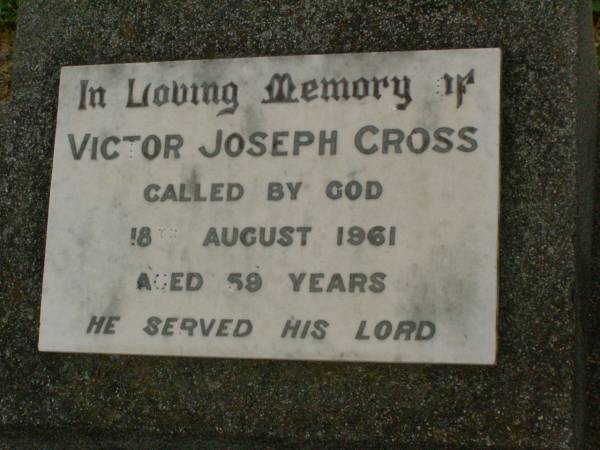 In Loving Memory of
VICTOR JOSEPH CROSS
CALLED BY GOD
18TH AUGUST 1961
AGED 59 YEARS
HE SERVED HIS LORD